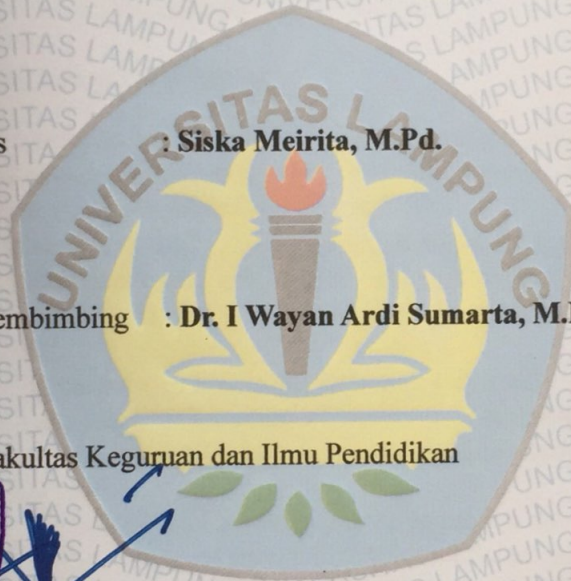 UNIVERSITAS LAMPUNG
s : Siska Meirita, M.Pd.
embimbing : Dr. I Wayan Ardi Sumarta, M.
akultas Keguruan dan Ilmu Pendidikan